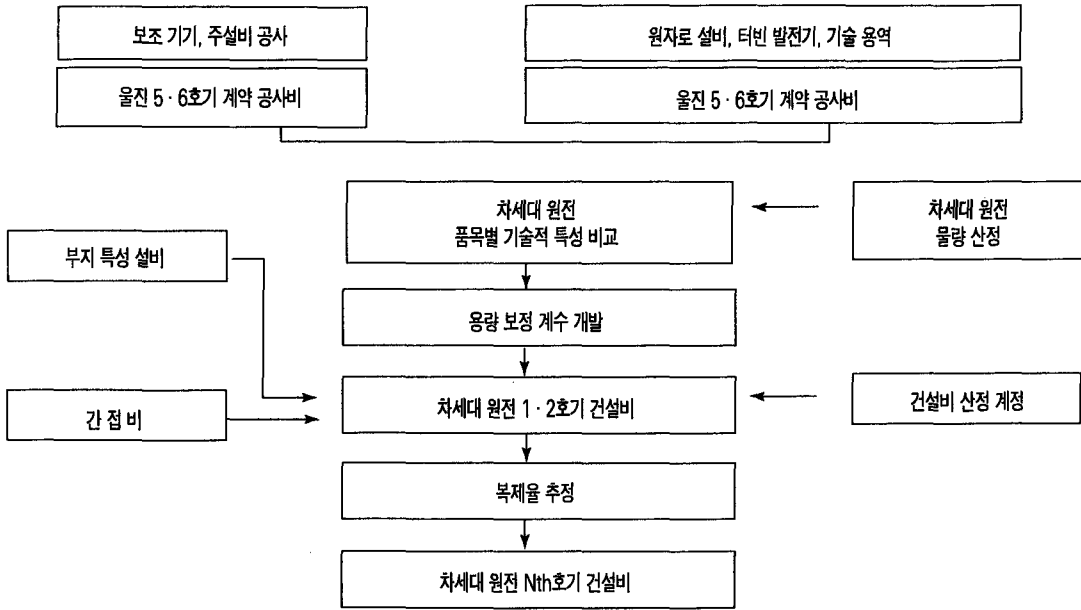 보조 기기, 주설비 공사
원자로 설비, 터빈 발전기, 기술 용역
울진 5 · 6호기 계약 공사비
울진 5 · 6호기 계약 공사비
차세대 원전
품목별 기술적 특성 비교
차세대 원전
물량 산정
부지 특성 설비
용량 보정 계수 개발
간 접 비
차세대 원전 1 · 2호기 건설비
건설비 산정 계정
복제율 추정
차세대 원전 Nth호기 건설비